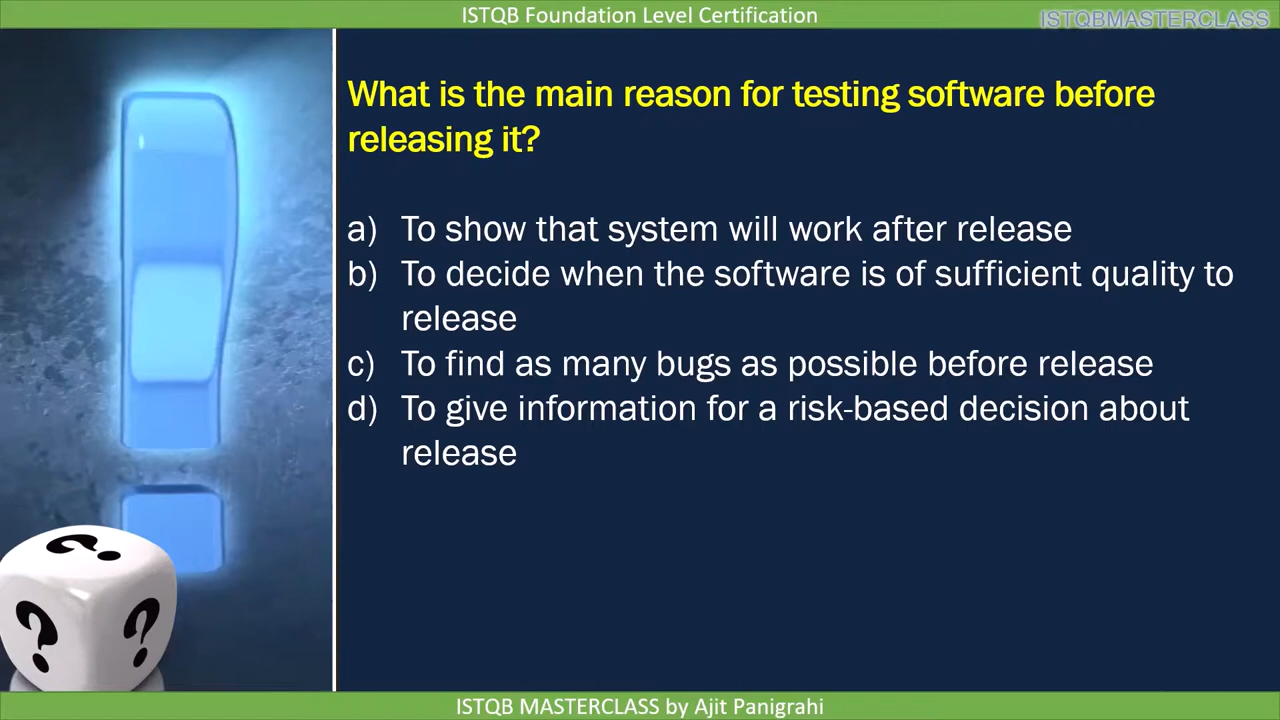 ISTQB Foundation Level Certification
ISTQBMASTERCLASS
What is the main reason for testing software before
releasing it?
a) To show that system will work after release
b) To decide when the software is of sufficient quality to
release
c) To find as many bugs as possible before release
d) To give information for a risk-based decision about
release
? ? ?
ISTQB MASTERCLASS by Ajit Panigrahi